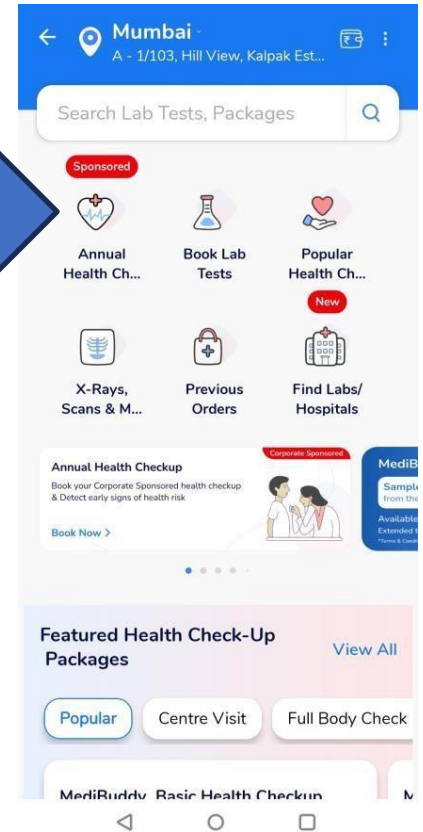 Mumbai
A - 1/103, Hill View, Kalpak Est...
Search Lab Tests, Packages
Sponsored
Annual
Health Ch...
Book Lab
Tests
Popular
Health Ch...
New
X-Rays,
Scans & M...
Previous
Orders
Find Labs/
Hospitals
Annual Health Checkup
Book your Corporate Sponsored health checkup
& Detect early signs of health risk
Book Now >
Corporate Sponsored
MediB
Sample
from the
Available
Extended t
Featured Health Check-Up
Packages
View All
Popular
Centre Visit
Full Body Check
MediBuddy Basic Health Checkup